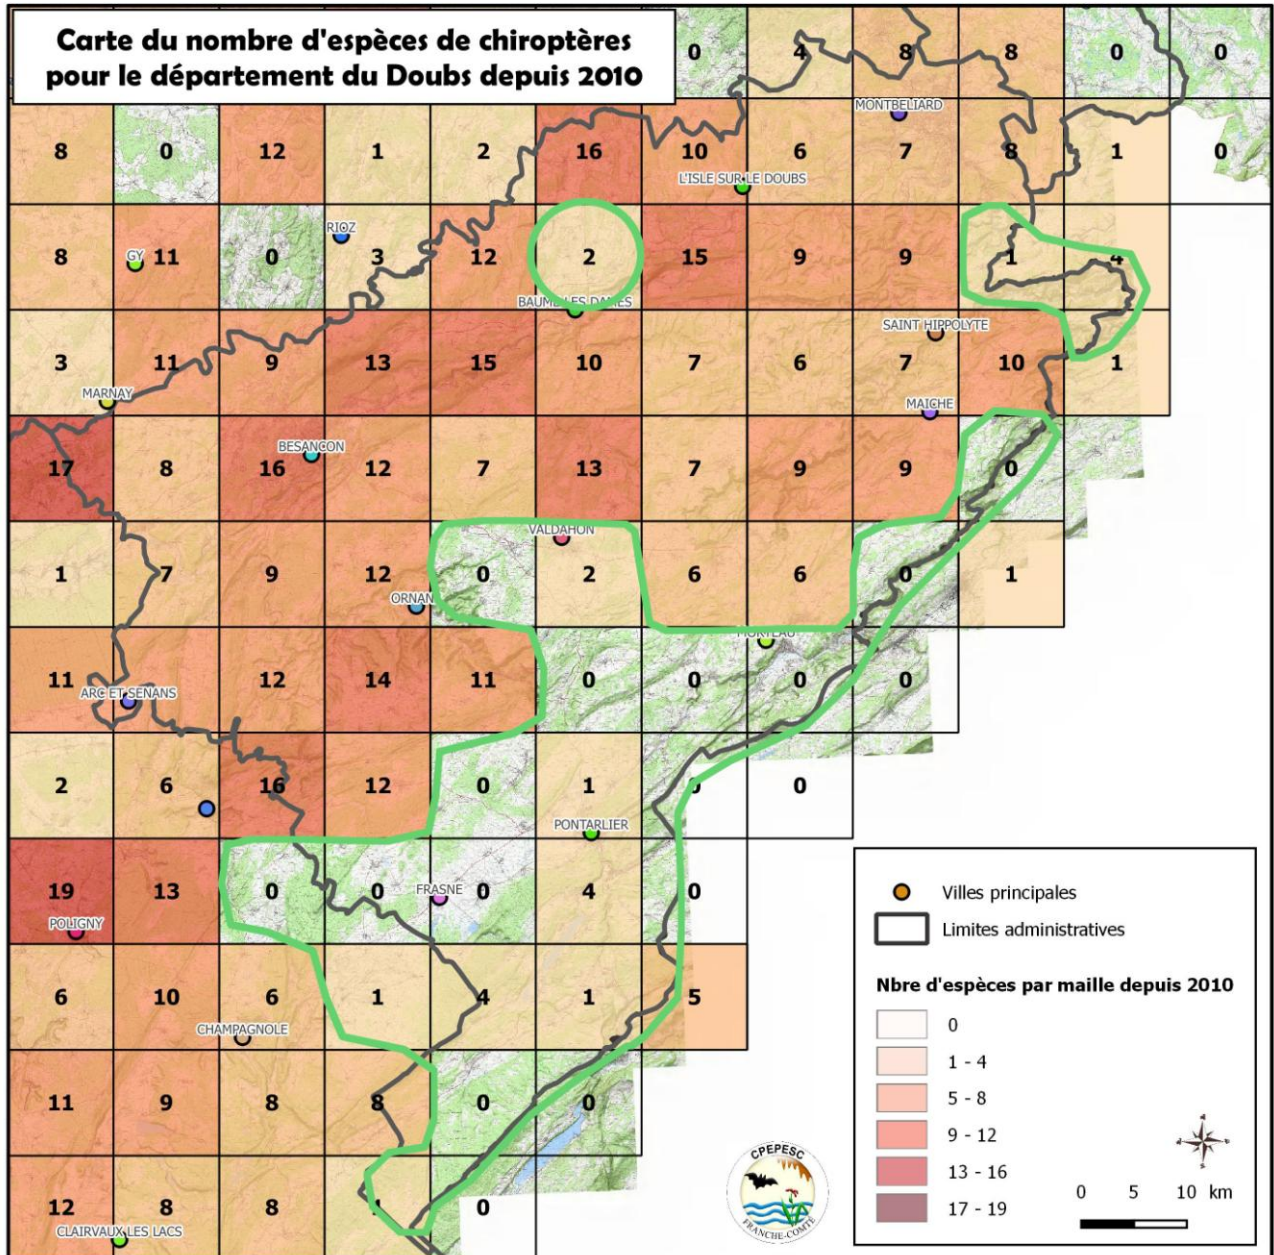 Carte du nombre d'espèces de chiroptères
pour le département du Doubs depuis 2010
0 4 8 8 0 0
MONTBELIARD
8 0 12 1 2 16 10 6 7 8 1 0
L'ISLE SUR LE DOUBS
RIOZ
GY
8 11 0 3 12 2 15 9 9 1 4
BAUME LES DAMES
SAINT HIPPOLYTE
3 11 9 13 15 10 7 6 7 10 1
MARNAY
MAICHE
BESANCON
17 8 16 12 7 13 7 9 9 0
VALDAHON
1 7 9 12 0 2 6 6 0 1
ORNAN
MORTEAU
11 12 14 11 0 0 0 0
ARC ET SENANS
2 6 16 12 0 1 0 0
PONTARLIER
19 13 0 0 0 4 0
FRASNE
POLIGNY
6 10 6 1 4 1 5
CHAMPAGNOLE
11 9 8 8 0 0
12 8 8 1 0
CLAIRVAUX LES LACS
Villes principales
Limites administratives
Nbre d'espèces par maille depuis 2010
0
1 - 4
5 - 8
9 - 12
13 - 16
17 - 19
0 5 10 km
CPEPESC
FRANCHE-COMTÉ